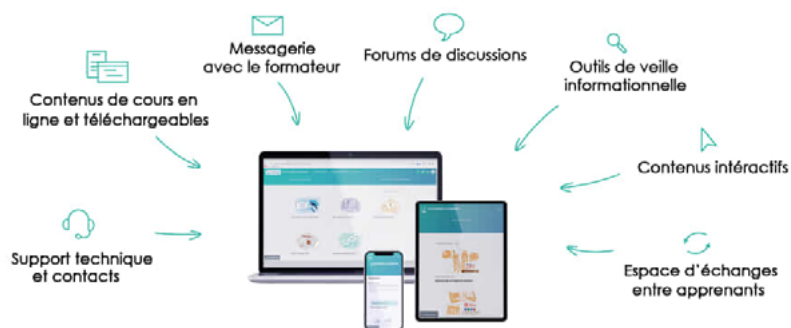 Messagerie
avec le formateur
Forums de discussions
Outils de veille
informationnelle
Contenus de cours en
ligne et téléchargeables
Contenus intéractifs
Support technique
et contacts
Espace d'échanges
entre apprenants